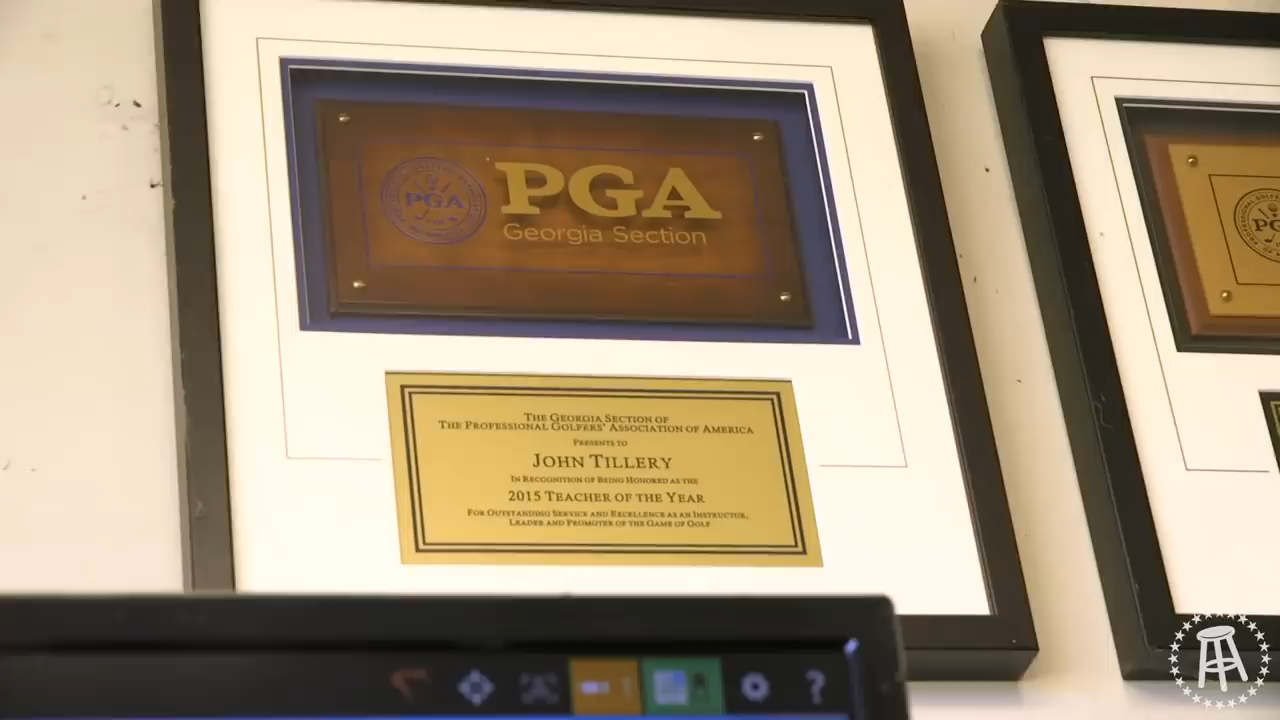 PGA
PGA
Georgia Section
THE GEORGIA SECTION OF
THE PROFESSIONAL GOLFERS' ASSOCIATION OF AMERICA
PRESENTS TO
JOHN TILLERY
IN RECOGNITION OF BEING HONORED AS THE
2015 TEACHER OF THE YEAR
FOR OUTSTANDING SERVICE AND EXCELLENCE AS AN INSTRUCTOR,
LEADER AND PROMOTER OF THE GAME OF GOLF
?